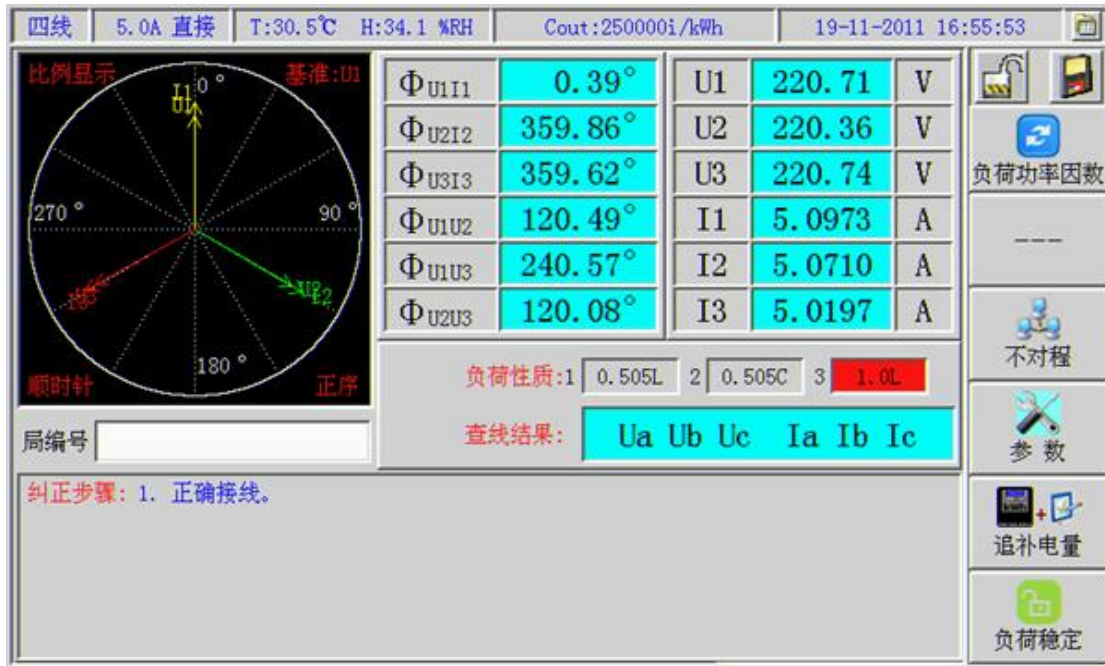 四线 5.0A 直接 T:30.5℃ H:34.1 %RH Cout:250000i/kWh 19-11-2011 16:55:53
比例显示 0° 基准:U1
I1
U1
270° 90°
U2 I2
180°
顺时针 正序
ΦU1I1 0.39° U1 220.71 V
ΦU2I2 359.86° U2 220.36 V
ΦU3I3 359.62° U3 220.74 V
ΦU1U2 120.49° I1 5.0973 A
ΦU1U3 240.57° I2 5.0710 A
ΦU2U3 120.08° I3 5.0197 A
负荷性质:1 0.505L 2 0.505C 3 1.0L
局编号
查线结果: Ua Ub Uc Ia Ib Ic
纠正步骤: 1. 正确接线。
负荷功率因数
---
不对程
参 数
追补电量
负荷稳定